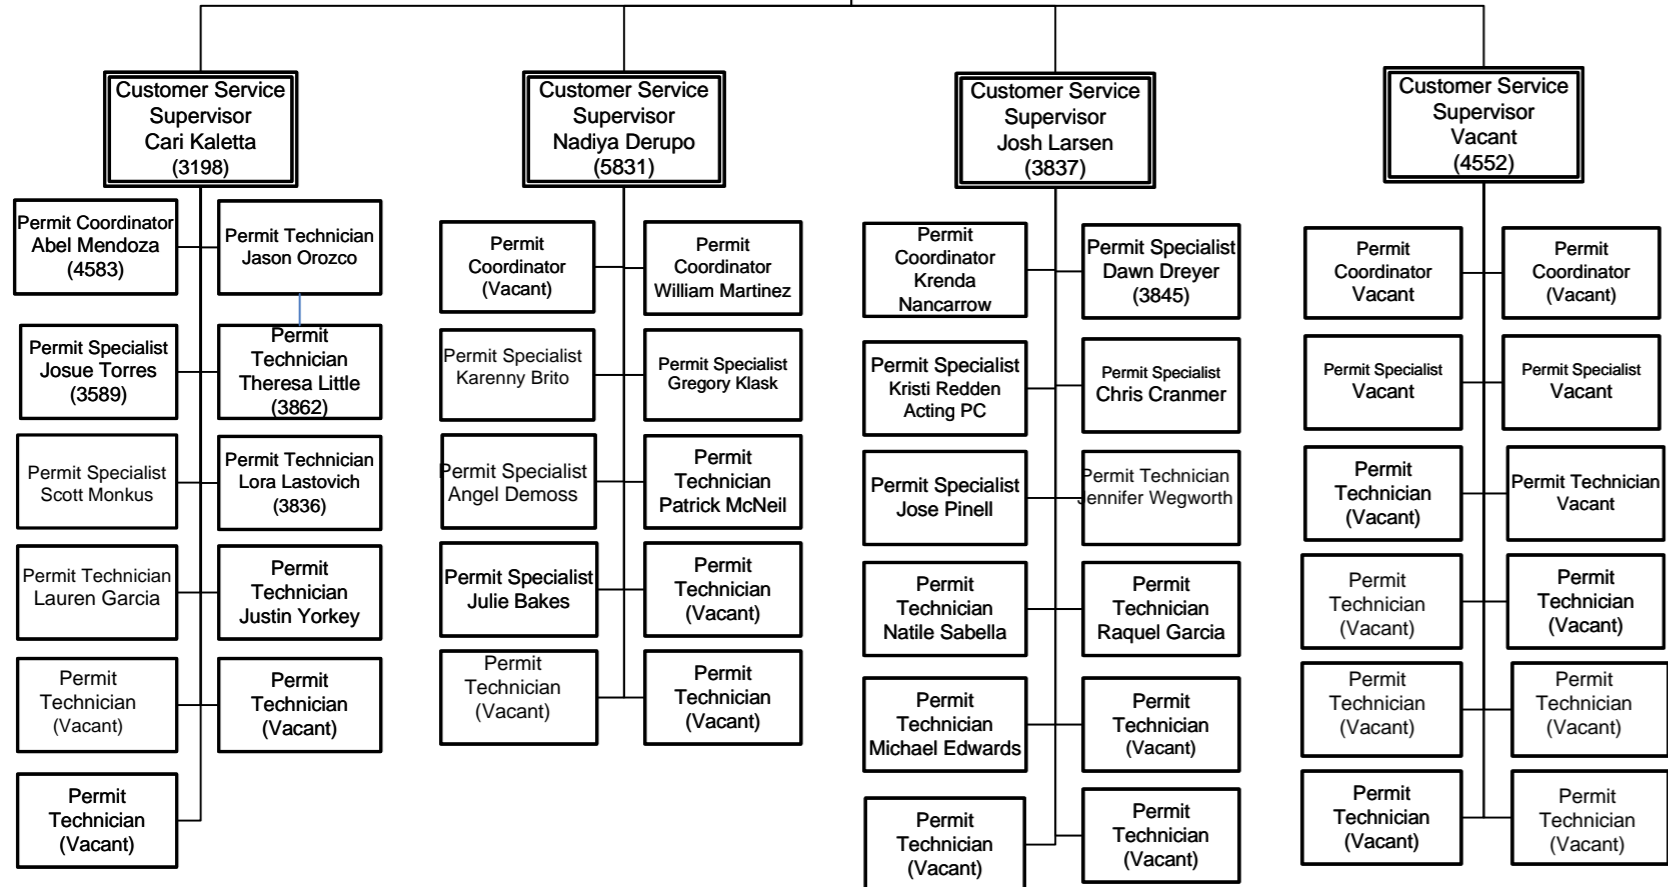 Customer Service
Supervisor
Cari Kaletta
(3198)
Permit Coordinator
Abel Mendoza
(4583)
Permit Technician
Jason Orozco
Permit Specialist
Josue Torres
(3589)
Permit
Technician
Theresa Little
(3862)
Permit Specialist
Scott Monkus
Permit Technician
Lora Lastovich
(3836)
Permit Technician
Lauren Garcia
Permit
Technician
Justin Yorkey
Permit
Technician
(Vacant)
Permit
Technician
(Vacant)
Permit
Technician
(Vacant)
Customer Service
Supervisor
Nadiya Derupo
(5831)
Permit
Coordinator
(Vacant)
Permit
Coordinator
William Martinez
Permit Specialist
Karenny Brito
Permit Specialist
Gregory Klask
Permit Specialist
Angel Demoss
Permit
Technician
Patrick McNeil
Permit Specialist
Julie Bakes
Permit
Technician
(Vacant)
Permit
Technician
(Vacant)
Permit
Technician
(Vacant)
Customer Service
Supervisor
Josh Larsen
(3837)
Permit
Coordinator
Krenda
Nancarrow
Permit Specialist
Dawn Dreyer
(3845)
Permit Specialist
Kristi Redden
Acting PC
Permit Specialist
Chris Cranmer
Permit Specialist
Jose Pinell
Permit Technician
Jennifer Wegworth
Permit
Technician
Natile Sabella
Permit
Technician
Raquel Garcia
Permit
Technician
Michael Edwards
Permit
Technician
(Vacant)
Permit
Technician
(Vacant)
Permit
Technician
(Vacant)
Customer Service
Supervisor
Vacant
(4552)
Permit
Coordinator
Vacant
Permit
Coordinator
(Vacant)
Permit Specialist
Vacant
Permit Specialist
Vacant
Permit
Technician
(Vacant)
Permit Technician
Vacant
Permit
Technician
(Vacant)
Permit
Technician
(Vacant)
Permit
Technician
(Vacant)
Permit
Technician
(Vacant)
Permit
Technician
(Vacant)
Permit
Technician
(Vacant)